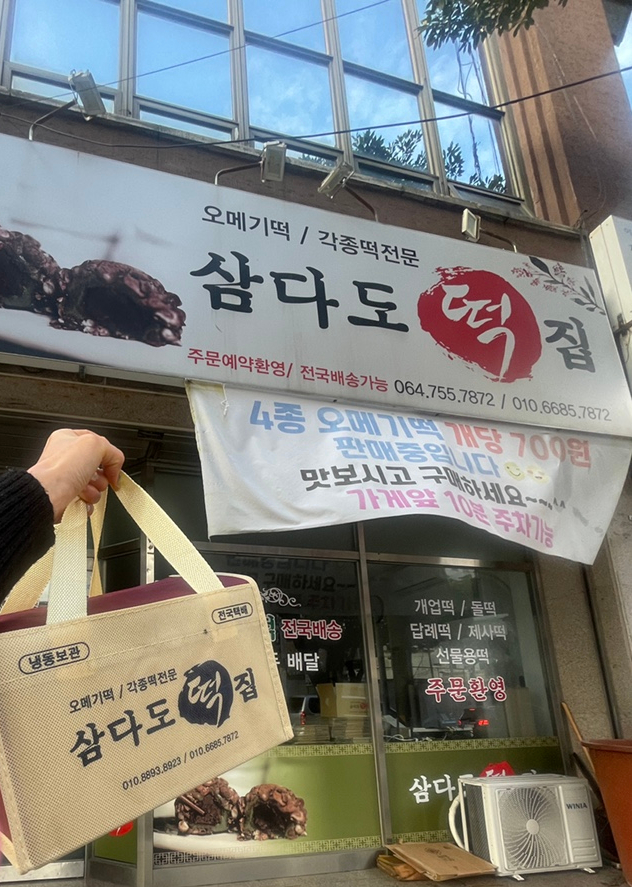 오메기떡 / 각종떡전문
삼다도떡집
주문예약환영/ 전국배송가능 064.755.7872 / 010.6685.7872
4종 오메기떡 개당 700원
판매중입니다
맛보시고 구매하세요~~^^
가게앞 10분 주차가능
전국배송
배달
개업떡 / 돌떡
답례떡 / 제사떡
선물용떡
주문환영
삼다도
WINIA
냉동보관
전국택배
오메기떡 / 각종떡전문
삼다도떡집
010.8893.8923 / 010.6685.7872